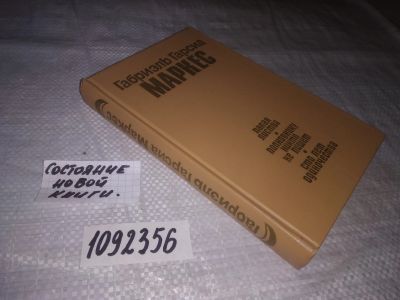 Габриэль Гарсиа
МАРКЕС
палая
листва
полковнику
никто
не пишет
сто лет
одиночества
Габриэль Гарсиа Маркес
Состояние
новой
книги.
1092356